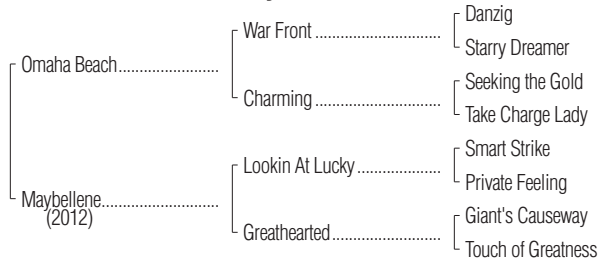 Danzig
War Front
Starry Dreamer
Omaha Beach
Seeking the Gold
Charming
Take Charge Lady
Smart Strike
Lookin At Lucky
Private Feeling
Maybellene
(2012)
Giant's Causeway
Greathearted
Touch of Greatness